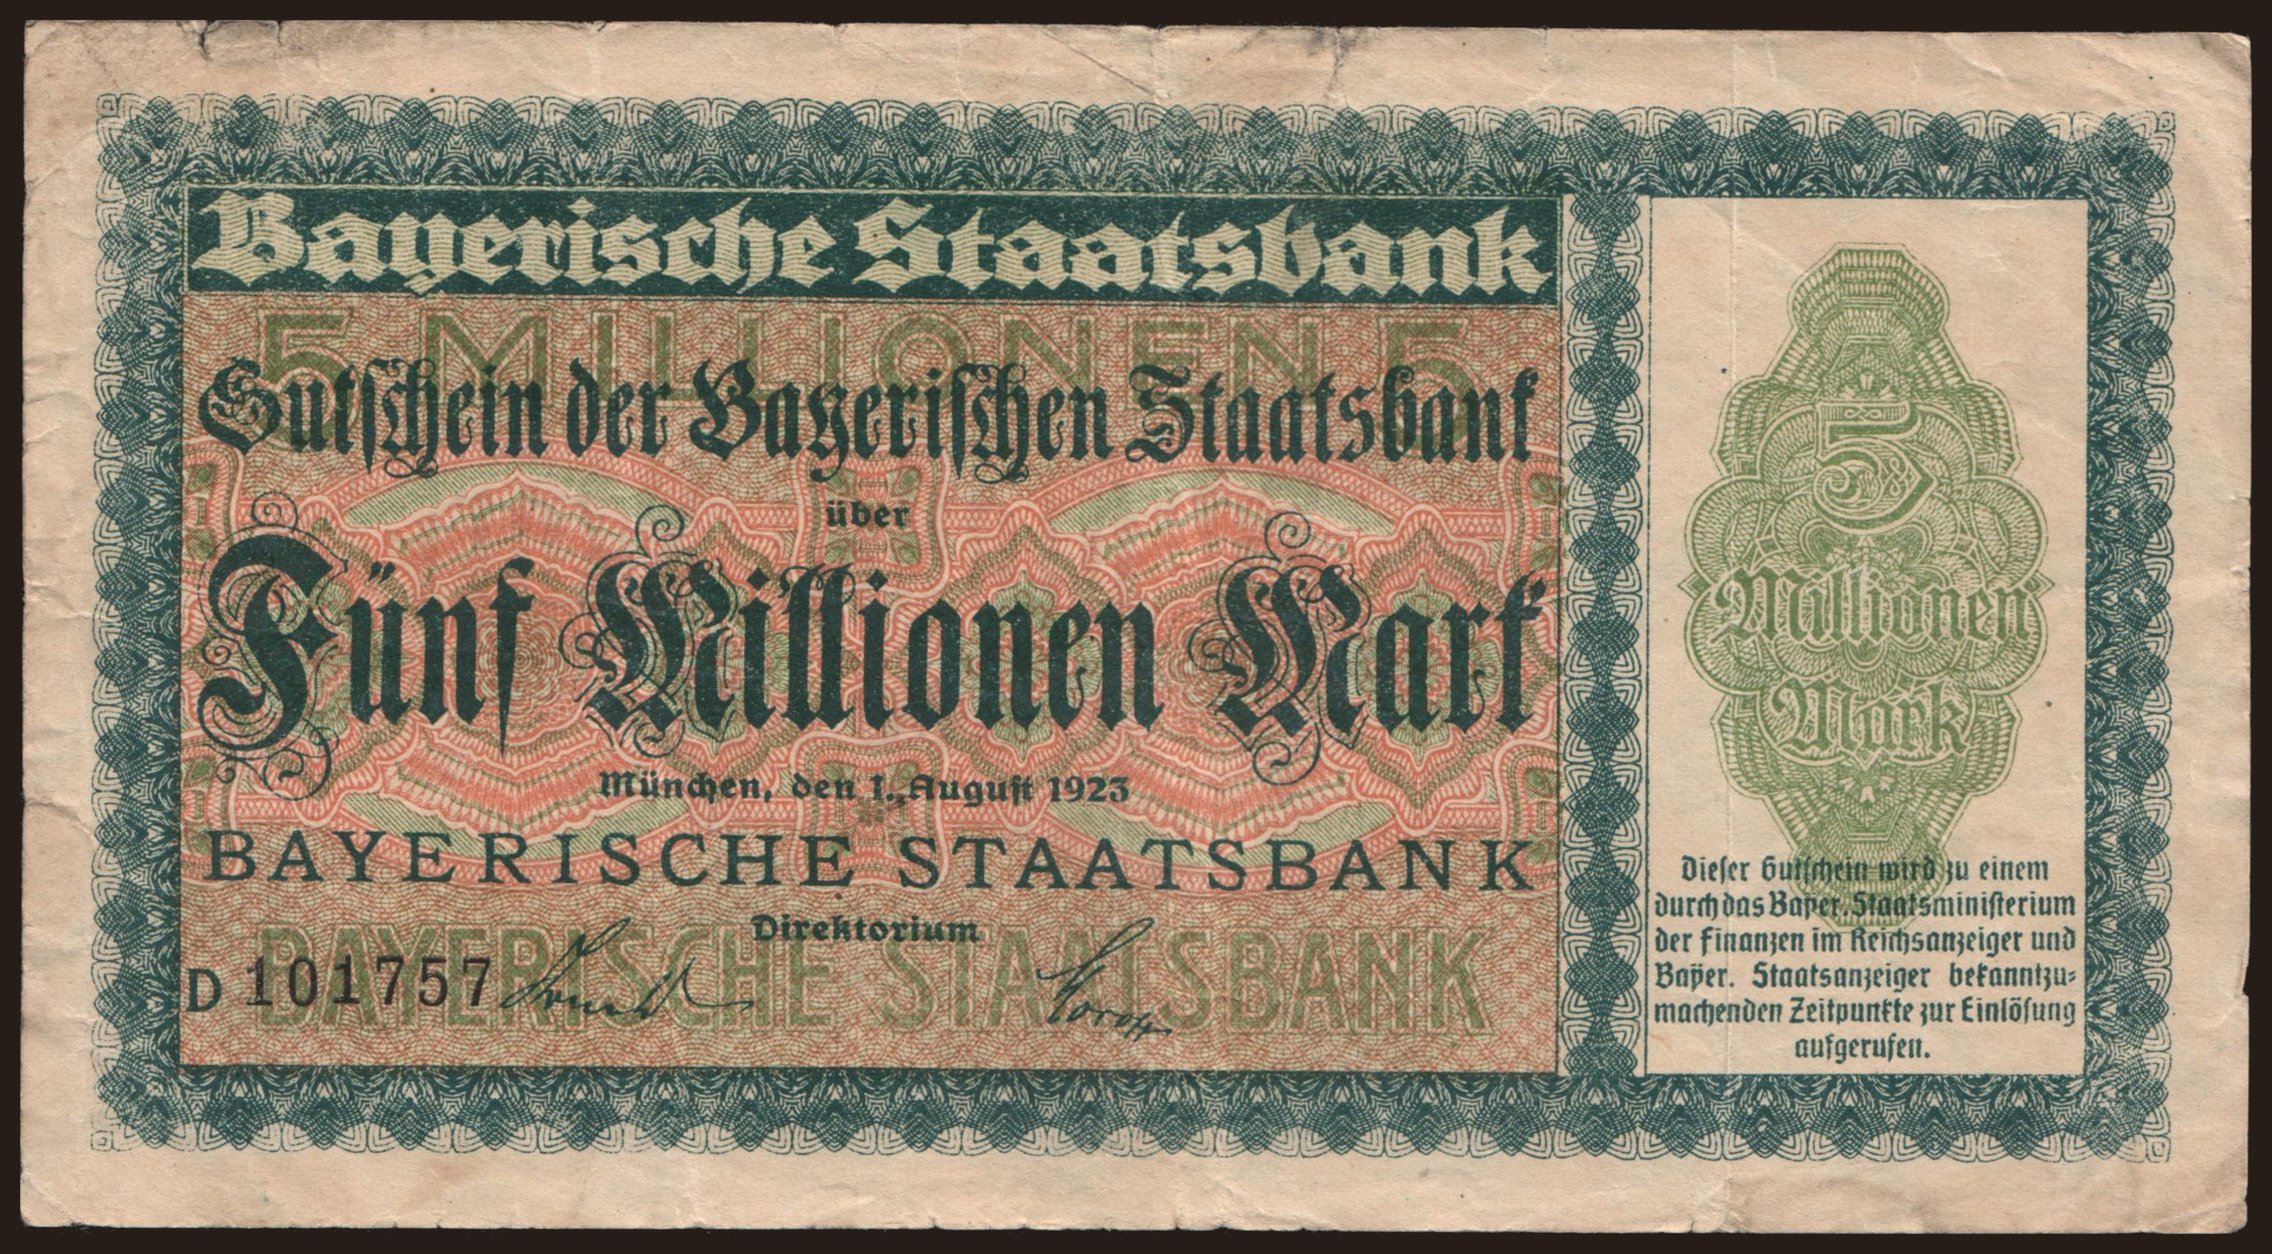 Bayerische Staatsbank
5 MILLIONEN 5
Gutschein der Bayerischen Staatsbank
über
Fünf Millionen Mark
München, den 1. August 1923
BAYERISCHE STAATSBANK
Direktorium
BAYERISCHE STAATSBANK
D 101757
5
Millionen
Mark
Dieser Gutschein wird zu einem
durch das Bayer. Staatsministerium
der Finanzen im Reichsanzeiger und
Bayer. Staatsanzeiger bekanntzu-
machenden Zeitpunkte zur Einlösung
aufgerufen.